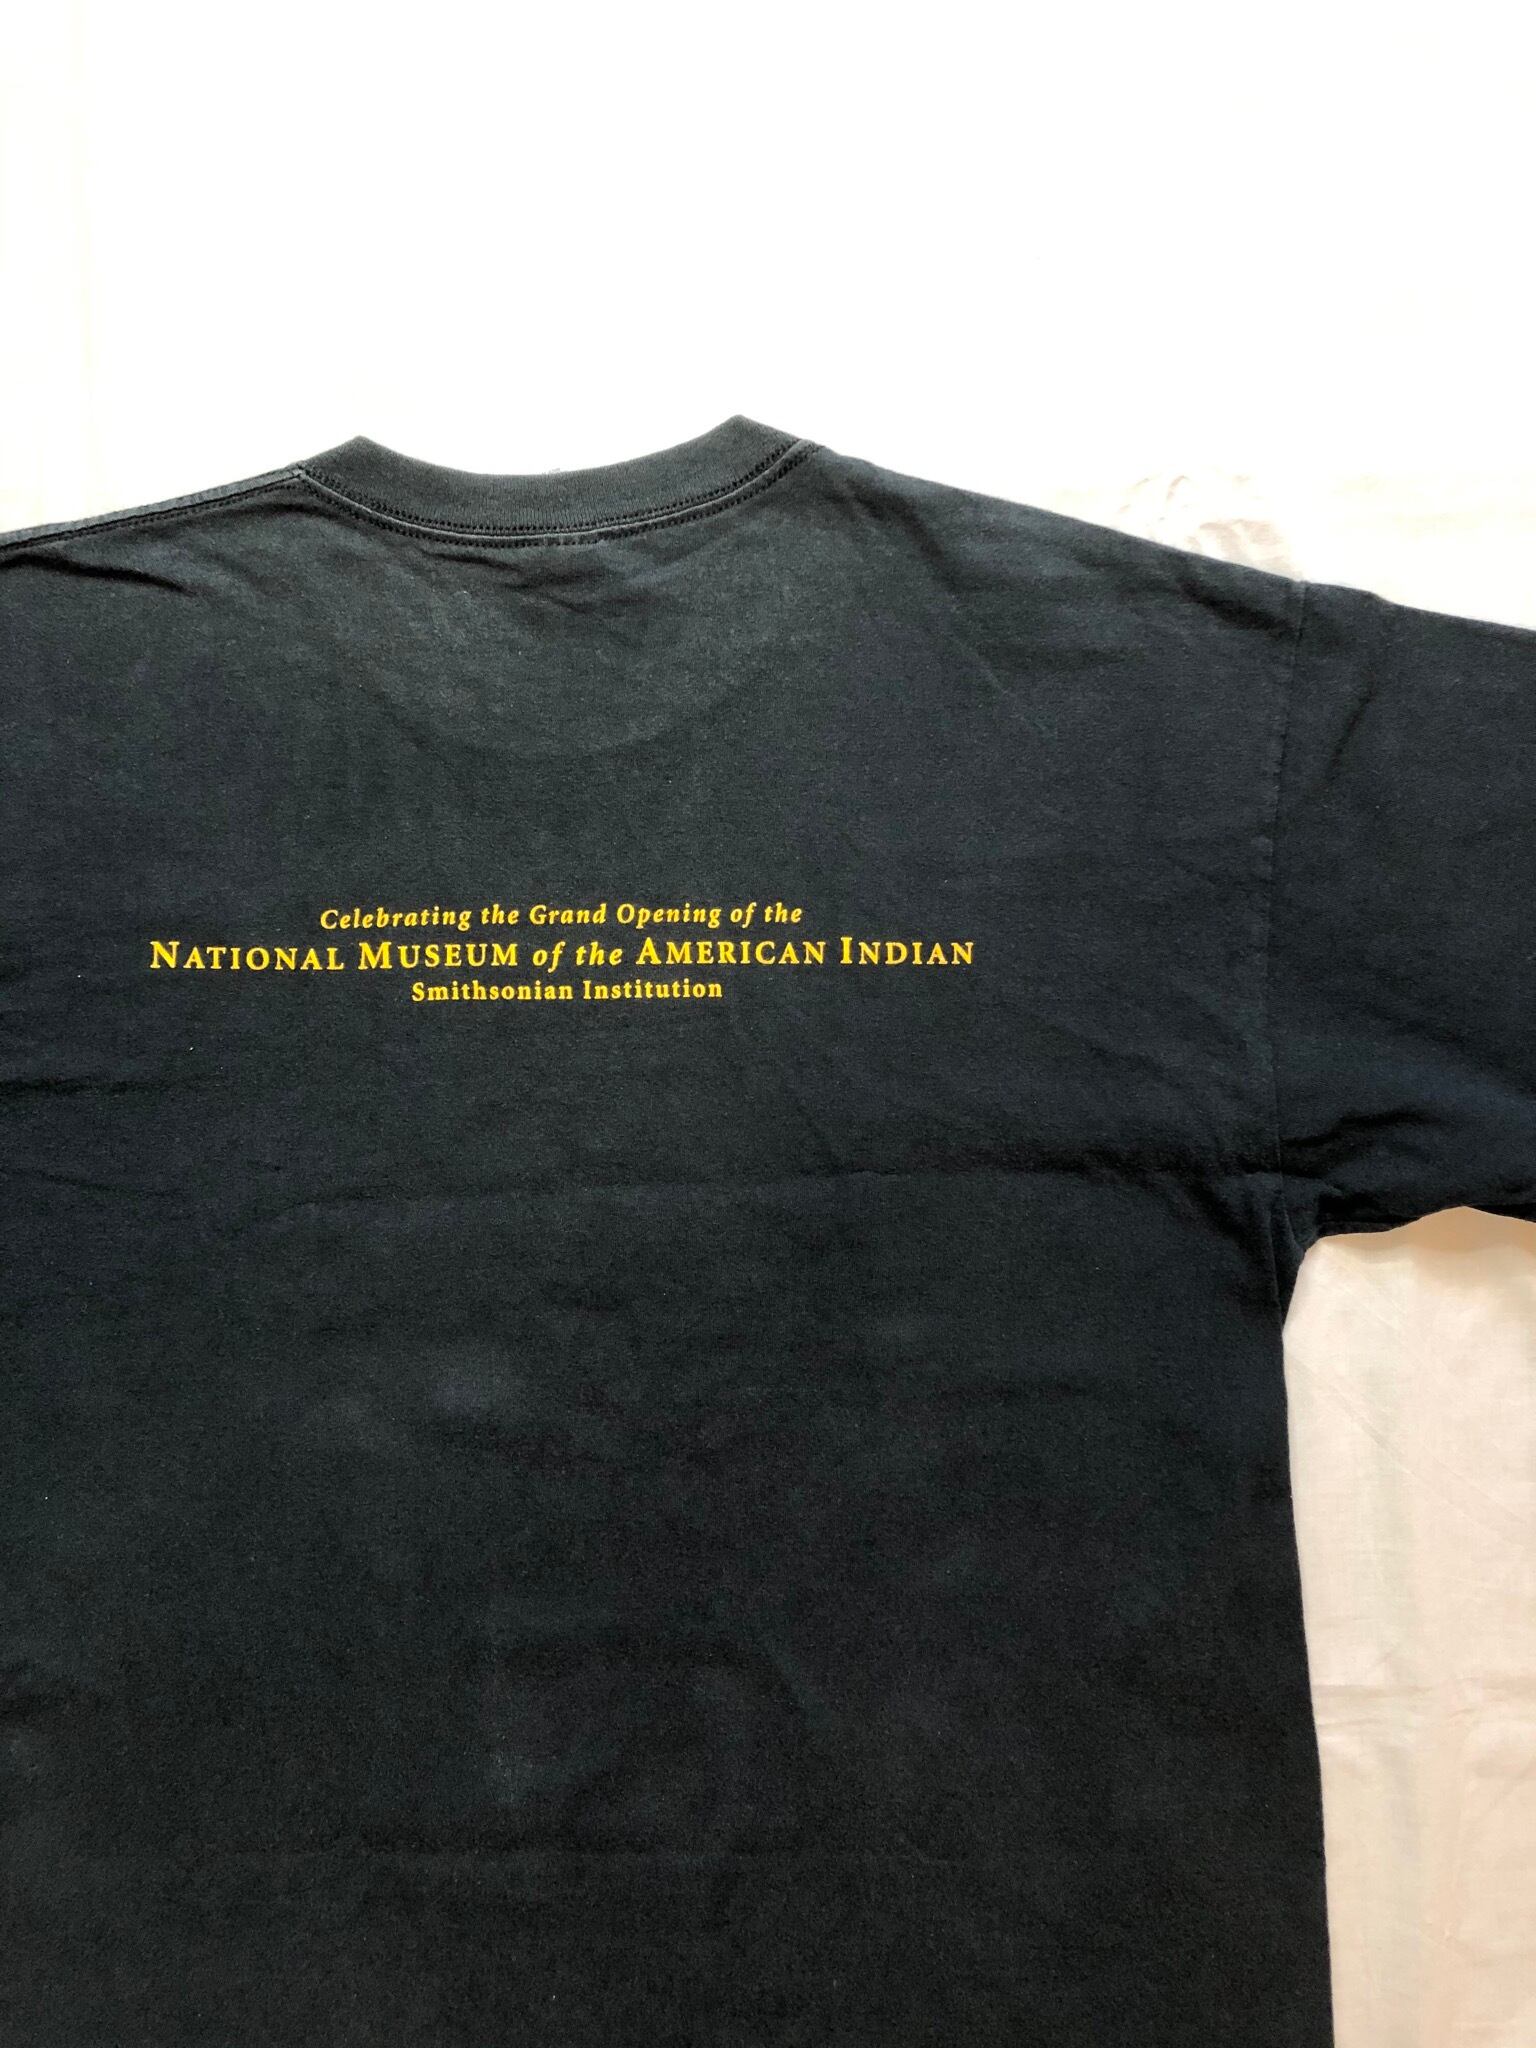 Celebrating the Grand Opening of the
NATIONAL MUSEUM of the AMERICAN INDIAN
Smithsonian Institution